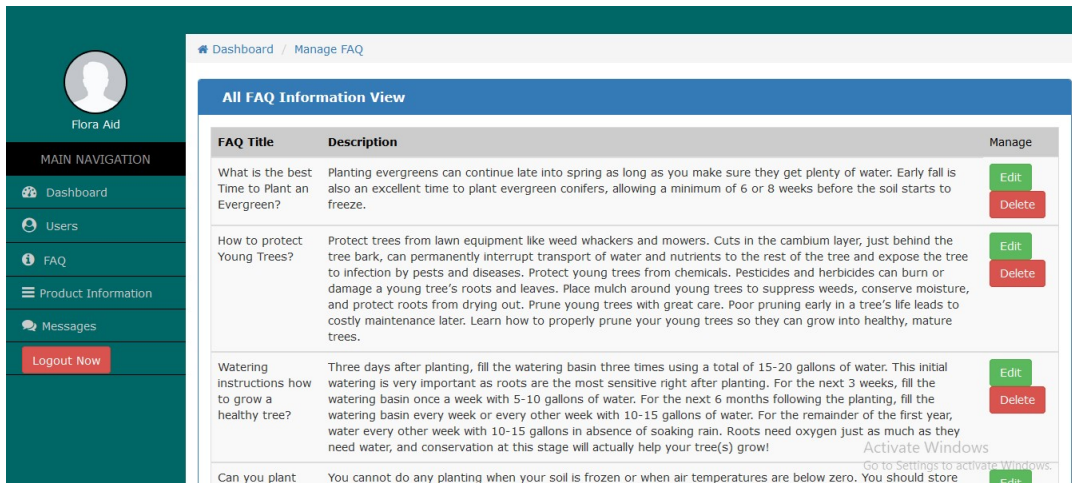 Dashboard / Manage FAQ
Flora Aid
MAIN NAVIGATION
Dashboard
Users
FAQ
Product Information
Messages
Logout Now
All FAQ Information View
FAQ Title Description Manage
What is the best Time to Plant an Evergreen?
Planting evergreens can continue late into spring as long as you make sure they get plenty of water. Early fall is
also an excellent time to plant evergreen conifers, allowing a minimum of 6 or 8 weeks before the soil starts to
freeze.
Edit
Delete
How to protect
Young Trees?
Protect trees from lawn equipment like weed whackers and mowers. Cuts in the cambium layer, just behind the
tree bark, can permanently interrupt transport of water and nutrients to the rest of the tree and expose the tree
to infection by pests and diseases. Protect young trees from chemicals. Pesticides and herbicides can burn or
damage a young tree's roots and leaves. Place mulch around young trees to suppress weeds, conserve moisture,
and protect roots from drying out. Prune young trees with great care. Poor pruning early in a tree's life leads to
costly maintenance later. Learn how to properly prune your young trees so they can grow into healthy, mature
trees.
Edit
Delete
Watering
instructions how
to grow a
healthy tree?
Three days after planting, fill the watering basin three times using a total of 15-20 gallons of water. This initial
watering is very important as roots are the most sensitive right after planting. For the next 3 weeks, fill the
watering basin once a week with 5-10 gallons of water. For the next 6 months following the planting, fill the
watering basin every week or every other week with 10-15 gallons of water. For the remainder of the first year,
water every other week with 10-15 gallons in absence of soaking rain. Roots need oxygen just as much as they
need water, and conservation at this stage will actually help your tree(s) grow!
Edit
Delete
Can you plant
You cannot do any planting when your soil is frozen or when air temperatures are below zero. You should store
Edit
Activate Windows
Go to Settings to activate Windows.